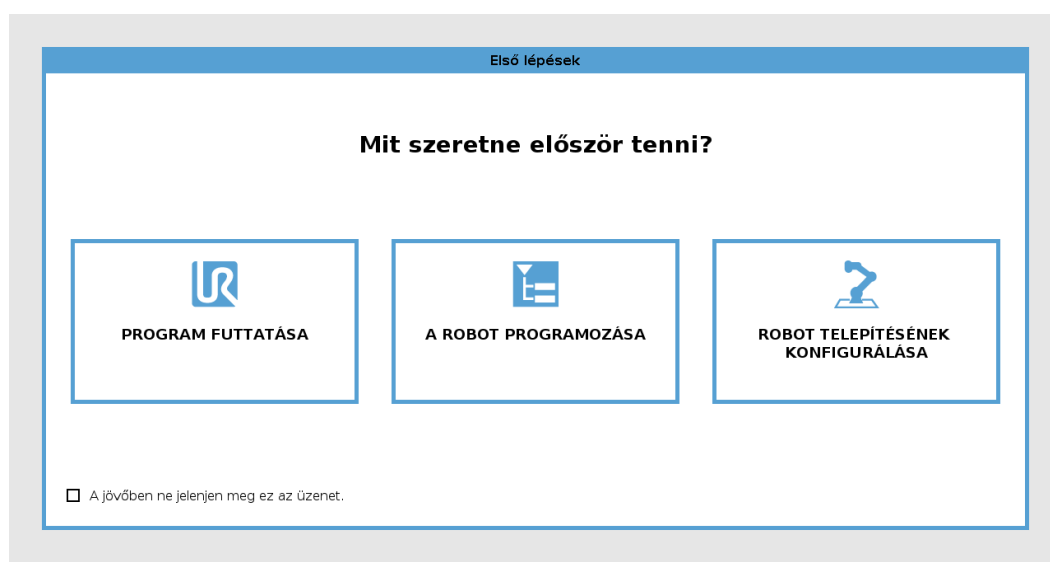 Első lépések
Mit szeretne először tenni?
PROGRAM FUTTATÁSA
A ROBOT PROGRAMOZÁSA
ROBOT TELEPÍTÉSÉNEK
KONFIGURÁLÁSA
A jövőben ne jelenjen meg ez az üzenet.